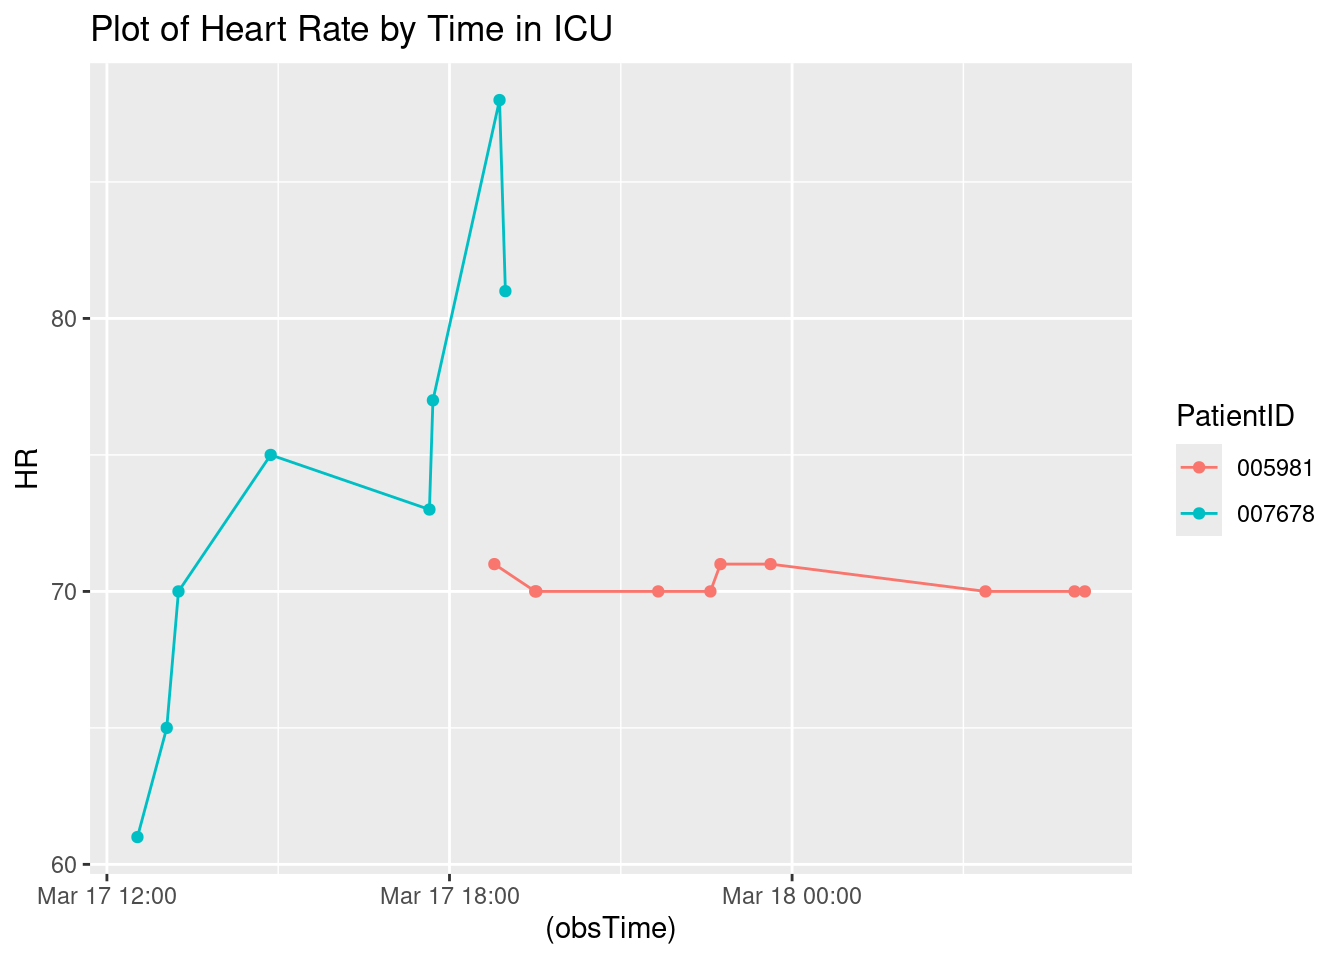 Plot of Heart Rate by Time in ICU
HR
80
70
60
Mar 17 12:00 Mar 17 18:00 Mar 18 00:00
(obsTime)
PatientID
005981
007678